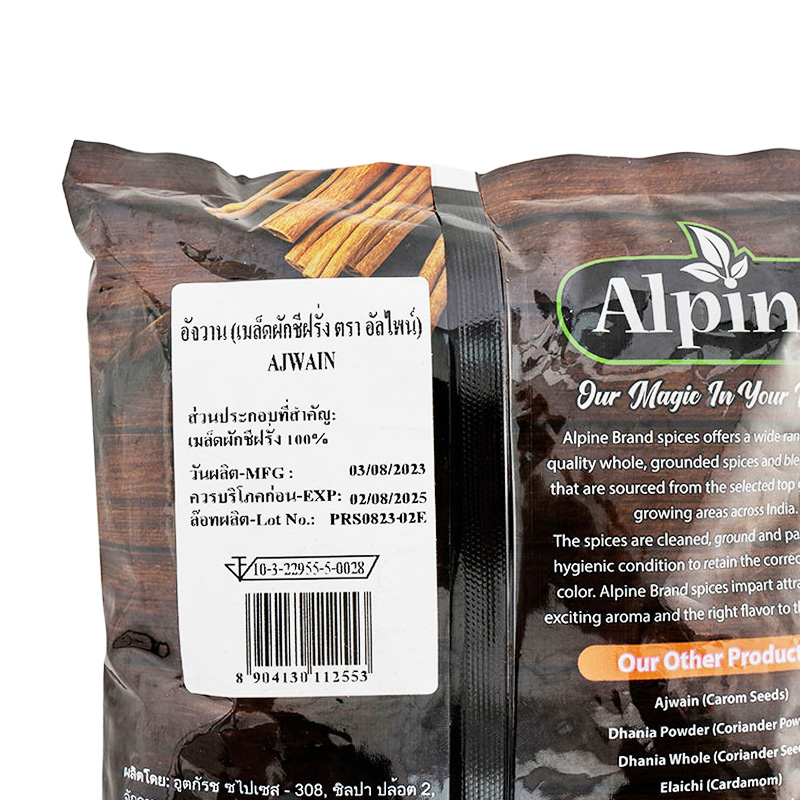 อัจวาน (เมล็ดผักชีฝรั่ง ตรา อัลไพน์)
AJWAIN
ส่วนประกอบที่สำคัญ:
เมล็ดผักชีฝรั่ง 100%
วันผลิต-MFG : 03/08/2023
ควรบริโภคก่อน-EXP: 02/08/2025
ล๊อทผลิต-Lot No.: PRS0823-02E
10-3-22955-5-0028
8 904130 112553
ผลิตโดย: อุตกัรช ซไปเซส - 308, ชิลปา ปล้อต 2,
Alpin
Our Magic In Your
Alpine Brand spices offers a wide ran
quality whole, grounded spices and ble
that are sourced from the selected top
growing areas across India.
The spices are cleaned, ground and pa
hygienic condition to retain the correc
color. Alpine Brand spices impart attra
exciting aroma and the right flavor to th
Our Other Product
Ajwain (Carom Seeds)
Dhania Powder (Coriander Pow
Dhania Whole (Coriander See
Elaichi (Cardamom)